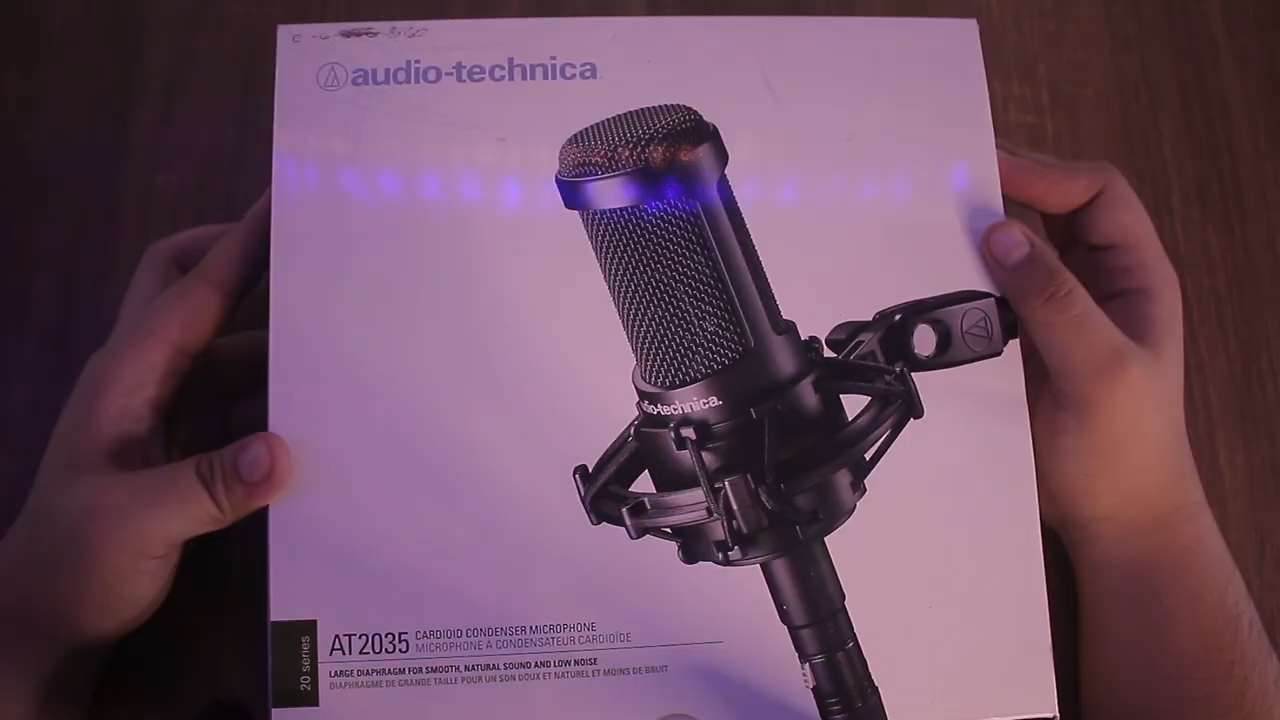 audio-technica
audio-technica.
20 series
AT2035 CARDIOID CONDENSER MICROPHONE
MICROPHONE À CONDENSATEUR CARDIOÏDE
LARGE DIAPHRAGM FOR SMOOTH, NATURAL SOUND AND LOW NOISE
DIAPHRAGME DE GRANDE TAILLE POUR UN SON DOUX ET NATUREL ET MOINS DE BRUIT